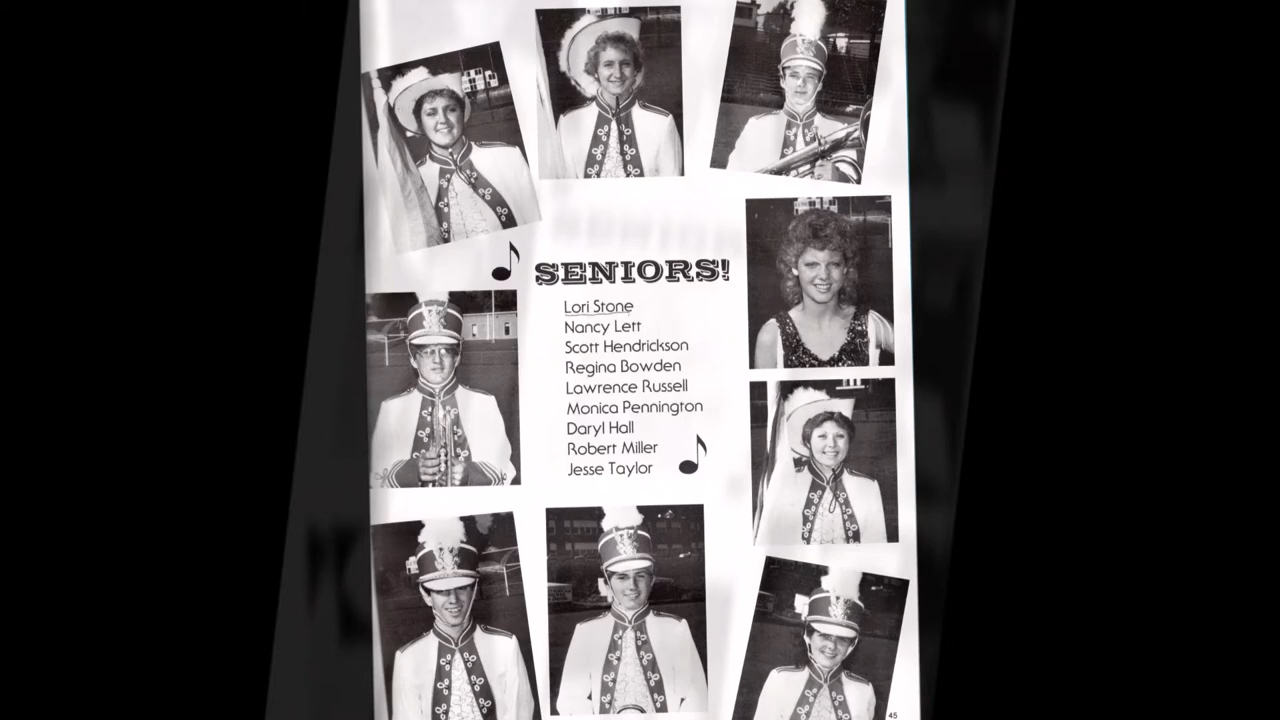 SENIORS!
Lori Stone
Nancy Lett
Scott Hendrickson
Regina Bowden
Lawrence Russell
Monica Pennington
Daryl Hall
Robert Miller
Jesse Taylor
45